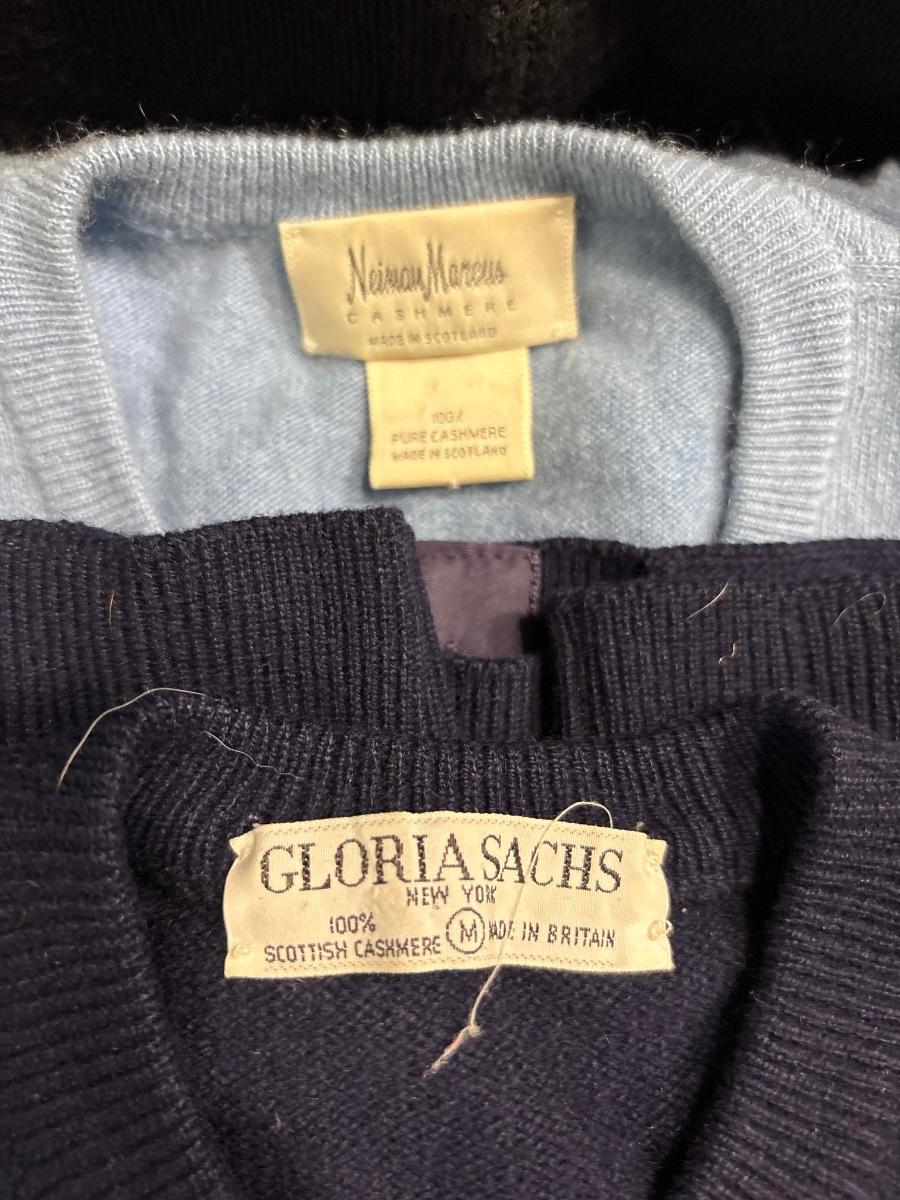 Neiman Marcus
CASHMERE
MADE IN SCOTLAND
100%
PURE CASHMERE
MADE IN SCOTLAND
GLORIA SACHS
NEW YORK
100%
SCOTTISH CASHMERE
M
MADE IN BRITAIN